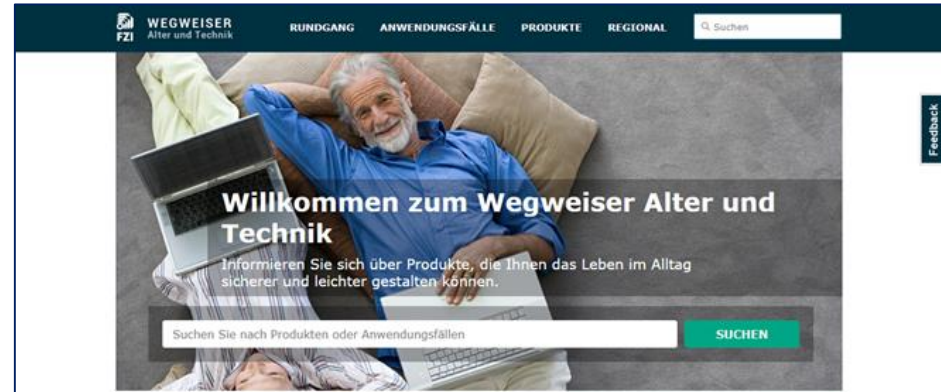 WEGWEISER
FZI Alter und Technik
RUNDGANG ANWENDUNGSFÄLLE PRODUKTE REGIONAL Suchen
Feedback
Willkommen zum Wegweiser Alter und
Technik
Informieren Sie sich über Produkte, die Ihnen das Leben im Alltag
sicherer und leichter gestalten können.
Suchen Sie nach Produkten oder Anwendungsfällen SUCHEN